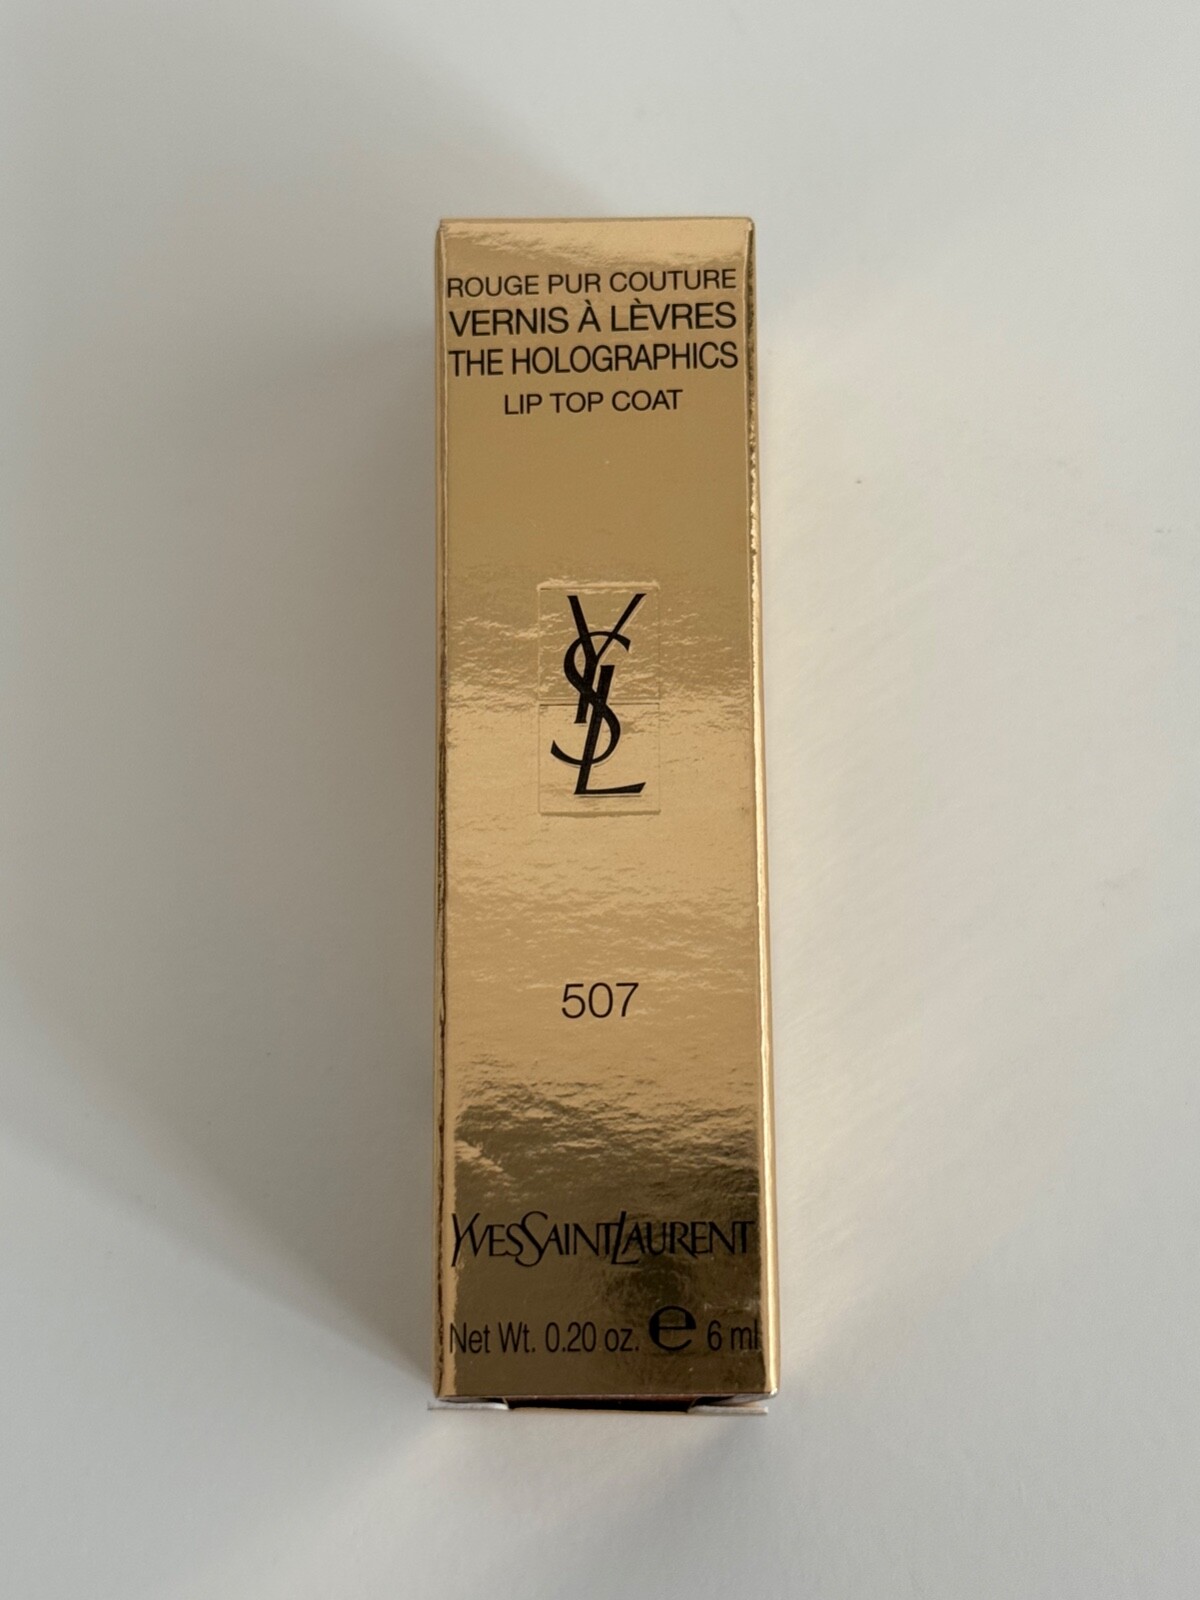 ROUGE PUR COUTURE
VERNIS À LÈVRES
THE HOLOGRAPHICS
LIP TOP COAT
YSL
507
YVESSAINTLAURENT
Net Wt. 0.20 oz. e 6 ml